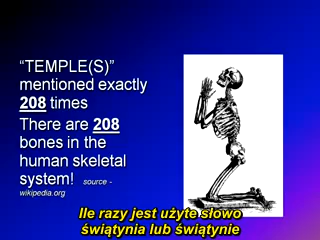 “TEMPLE(S)”
mentioned exactly
208 times
There are 208
bones in the
human skeletal
system! source -
wikipedia.org
Ile razy jest użyte słowo
świątynia lub świątynie